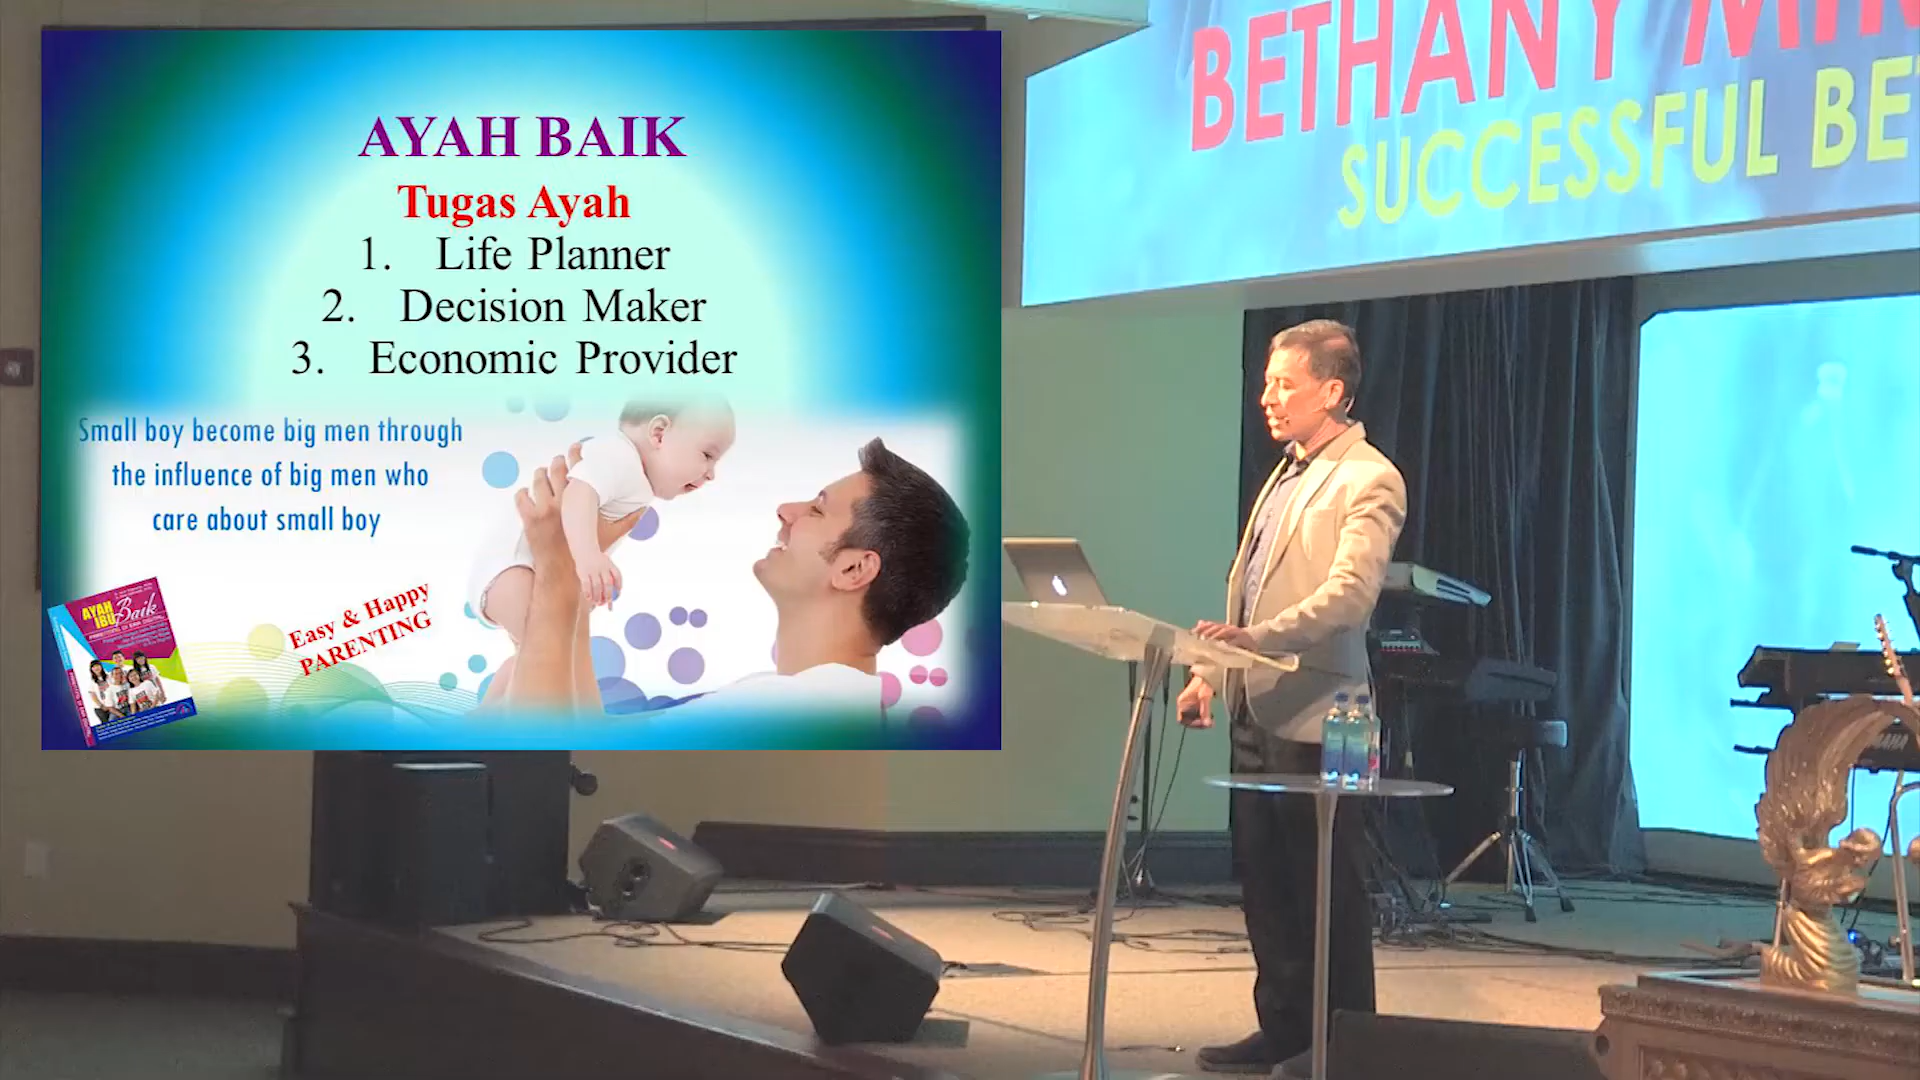 AYAH BAIK
Tugas Ayah
1. Life Planner
2. Decision Maker
3. Economic Provider
Small boy become big men through
the influence of big men who
care about small boy
Easy & Happy
PARENTING
AYAH
IBU
Baik
BETHANY
SUCCESSFUL